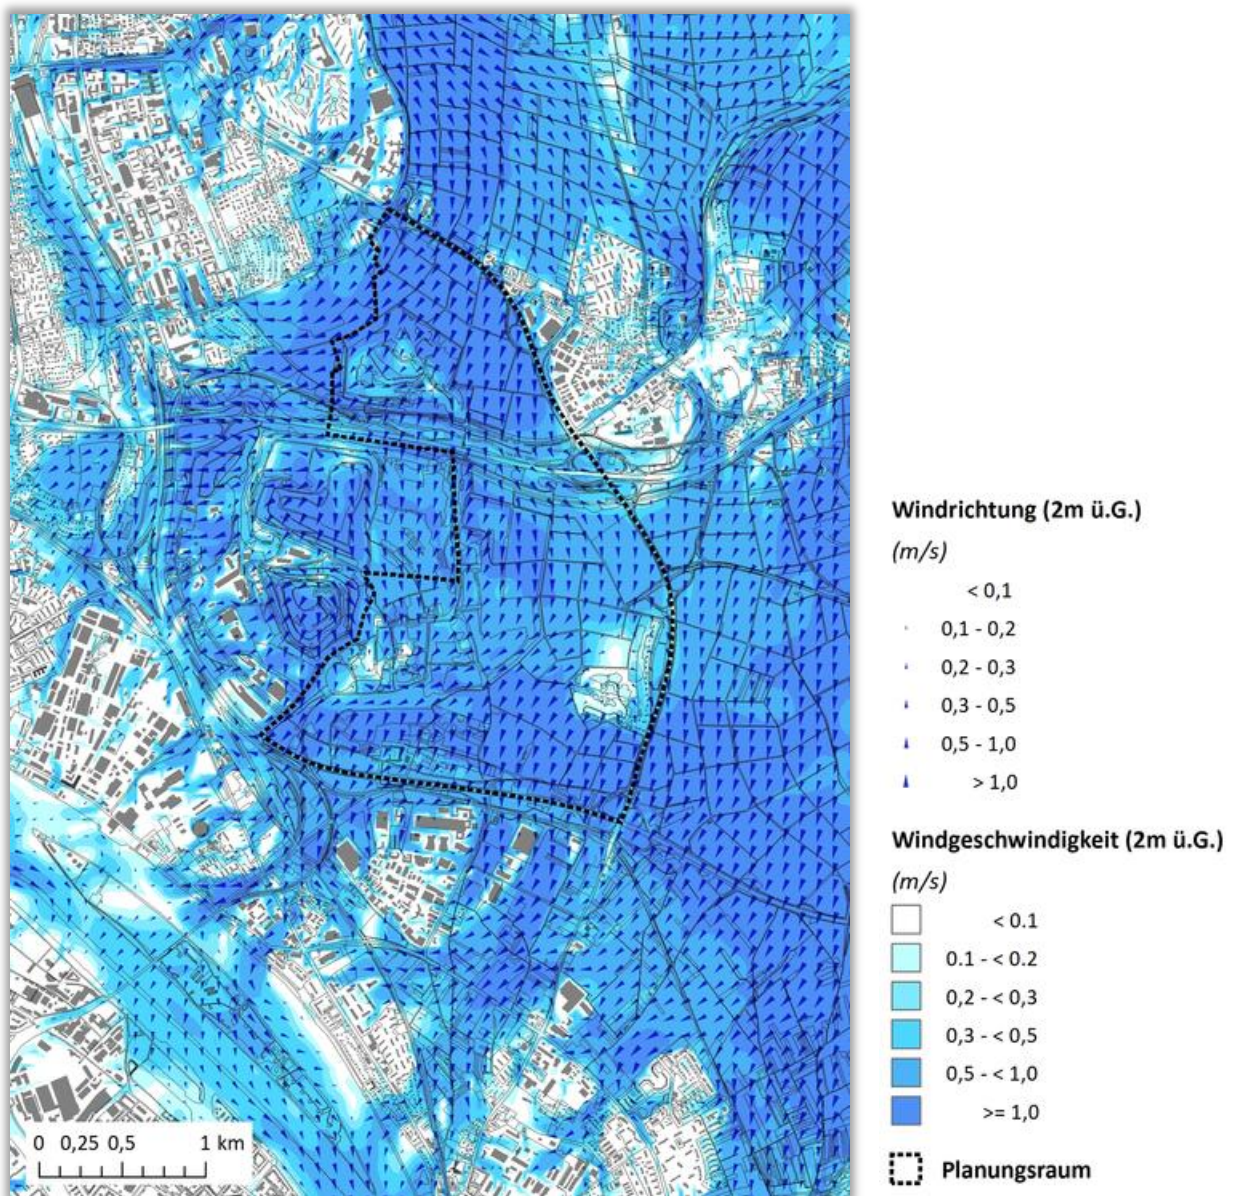 Windrichtung (2m ü.G.)
(m/s)
< 0,1
0,1 - 0,2
0,2 - 0,3
0,3 - 0,5
0,5 - 1,0
> 1,0
Windgeschwindigkeit (2m ü.G.)
(m/s)
< 0.1
0.1 - < 0.2
0,2 - < 0,3
0,3 - < 0,5
0,5 - < 1,0
>= 1,0
Planungsraum
0 0,25 0,5 1 km